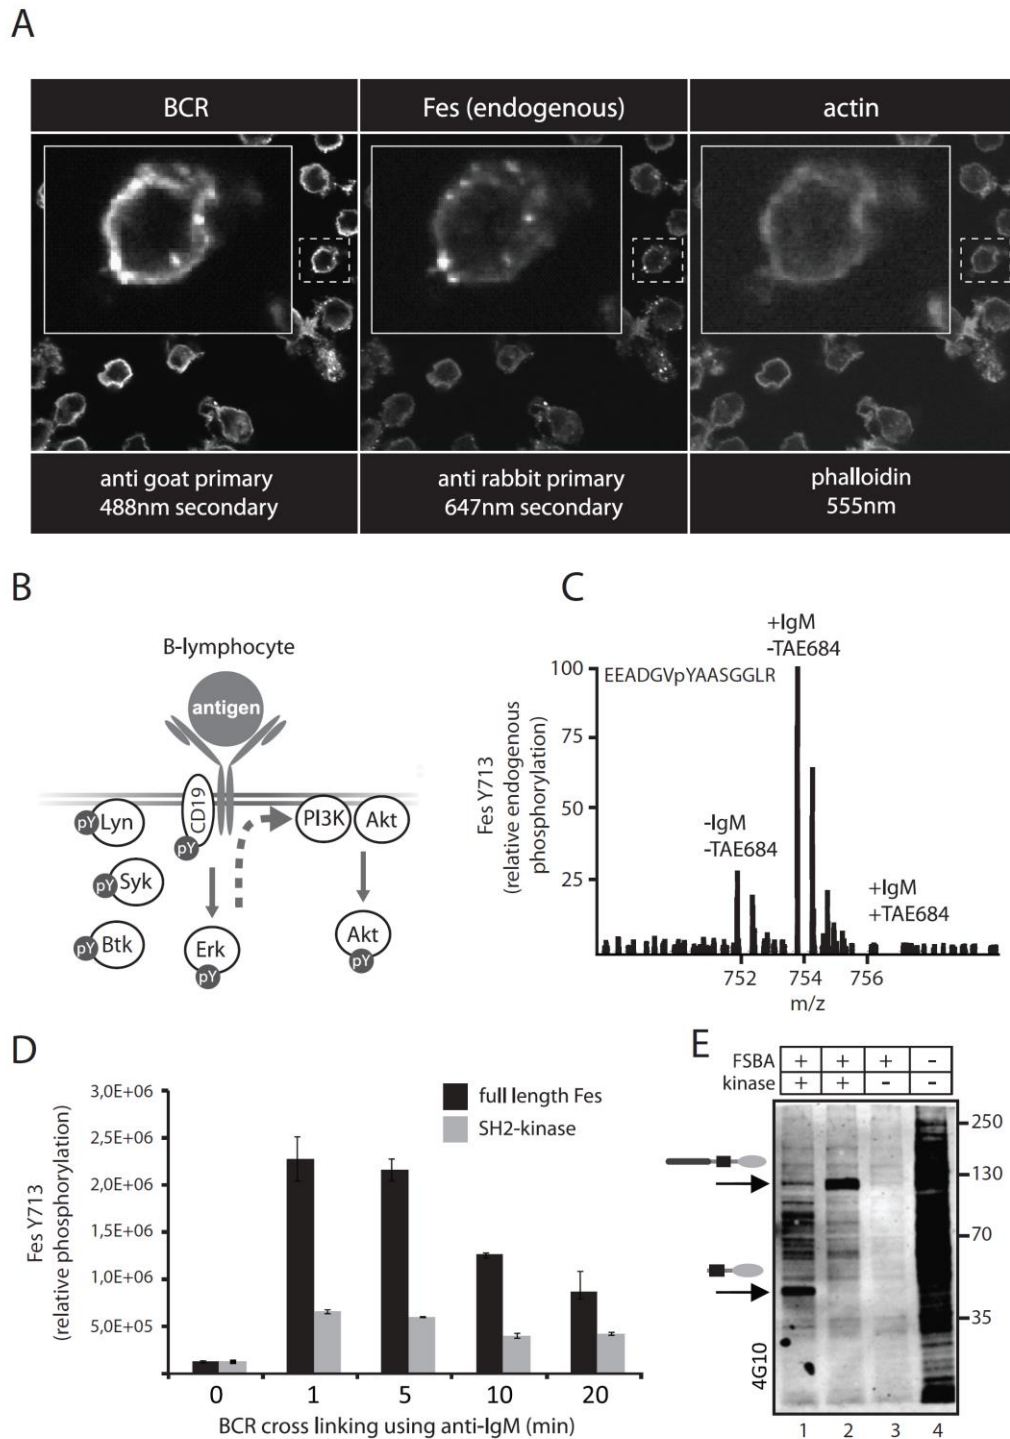 A
BCR
Fes (endogenous)
actin
anti goat primary
488nm secondary
anti rabbit primary
647nm secondary
phalloidin
555nm
B
B-lymphocyte
antigen
CD19
pY
pY Lyn
pY Syk
pY Btk
Erk
pY
PI3K
Akt
Akt
pY
C
+IgM
-TAE684
EEADGVpYAASGGLR
-IgM
-TAE684
+IgM
+TAE684
Fes Y713
(relative endogenous
phosphorylation)
100
75
50
25
752 754 756
m/z
D
full length Fes
SH2-kinase
Fes Y713
(relative phosphorylation)
3,0E+06
2,5E+06
2,0E+06
1,5E+06
1,0E+06
5,0E+05
0 1 5 10 20
BCR cross linking using anti-IgM (min)
E
FSBA + + + -
kinase + + - -
250
130
70
35
4G10
1 2 3 4